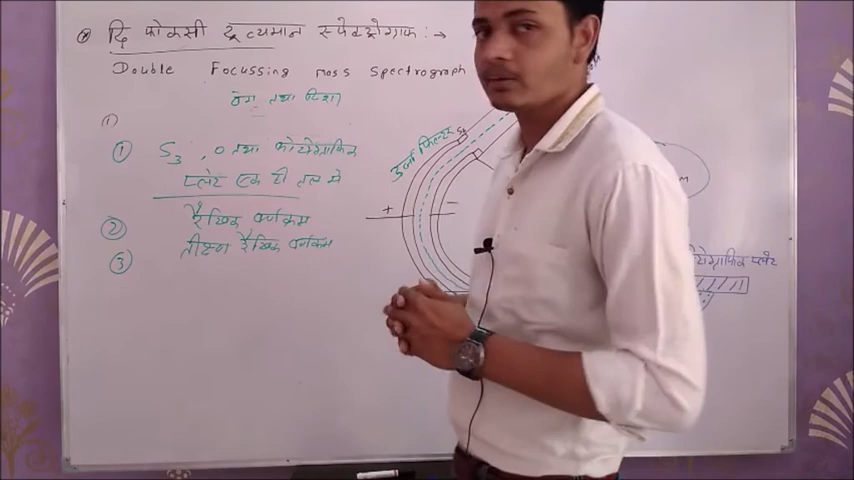 द्वि फोकसी द्रव्यमान स्पेक्ट्रोग्राफ :→
Double Focussing mass Spectrograph
वेग तथा दिशा
(1)
① S3 , O तथा फोटोग्राफिक
प्लेट एक ही तल मे
② रैखिक वर्णक्रम
③ तीक्ष्ण रैखिक वर्णक्रम
ऊर्जा फिल्टर
+ −
टोग्राफिक प्लेट